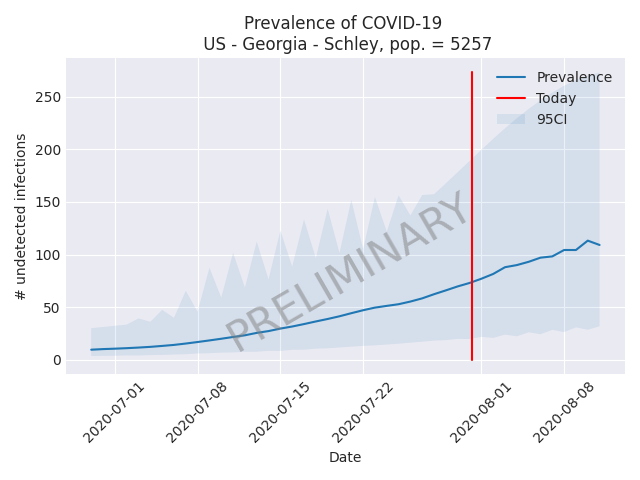 Prevalence of COVID-19
US - Georgia - Schley, pop. = 5257
Prevalence
Today
95CI
250
200
150
100
50
0
# undetected infections
PRELIMINARY
2020-07-01
2020-07-08
2020-07-15
2020-07-22
2020-08-01
2020-08-08
Date